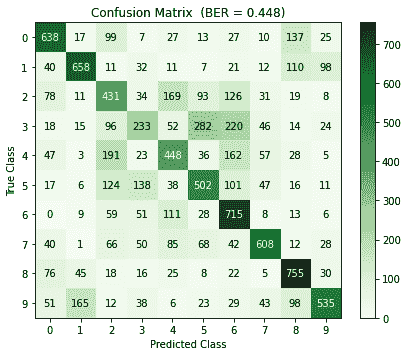 Confusion Matrix (BER = 0.448)
True Class
0 638 17 99 7 27 13 27 10 137 25
1 40 658 11 32 11 7 21 12 110 98
2 78 11 431 34 169 93 126 31 19 8
3 18 15 96 233 52 282 220 46 14 24
4 47 3 191 23 448 36 162 57 28 5
5 17 6 124 138 38 502 101 47 16 11
6 0 9 59 51 111 28 715 8 13 6
7 40 1 66 50 85 68 42 608 12 28
8 76 45 18 16 25 8 22 5 755 30
9 51 165 12 38 6 23 29 43 98 535
0 1 2 3 4 5 6 7 8 9
Predicted Class
700
600
500
400
300
200
100
0